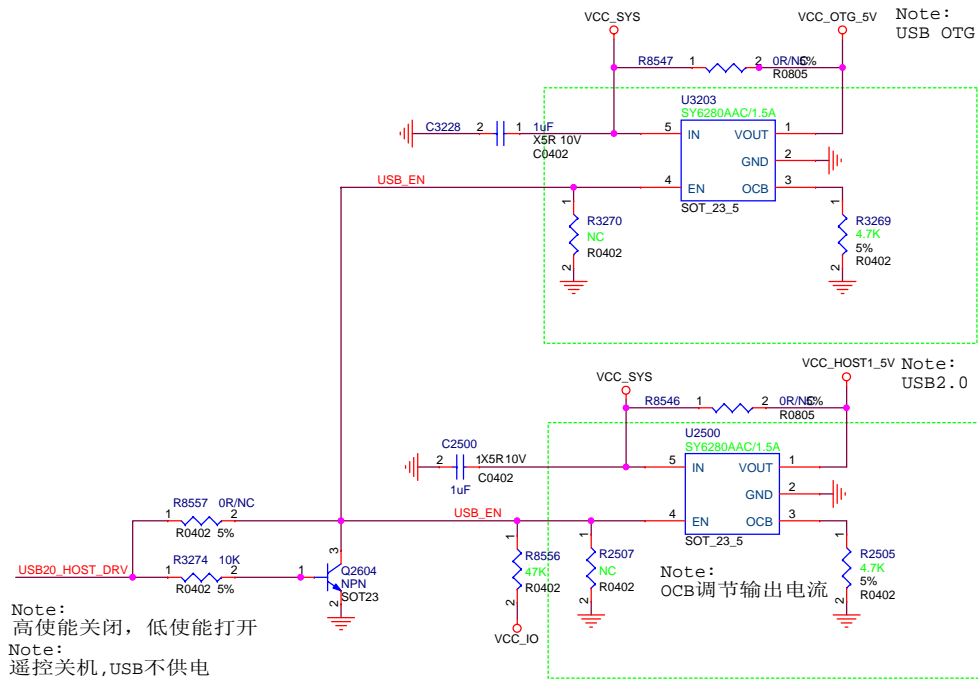 VCC_SYS
VCC_OTG_5V
Note:
USB OTG
R8547 1 2 0R/NC 5%
R0805
U3203
SY6280AAC/1.5A
C3228 2 1 1uF
X5R 10V
C0402
5 IN VOUT 1
GND 2
USB_EN
4 EN OCB 3
SOT_23_5
1
R3270
NC
R0402
2
1
R3269
4.7K
5%
R0402
2
VCC_SYS
VCC_HOST1_5V
Note:
USB2.0
R8546 1 2 0R/NC 5%
R0805
U2500
SY6280AAC/1.5A
C2500
2 1 X5R 10V
C0402
1uF
5 IN VOUT 1
GND 2
USB_EN
4 EN OCB 3
SOT_23_5
R8557 0R/NC
1 2
R0402 5%
R3274 10K
USB20_HOST_DRV
1 2
R0402 5%
3
1
Q2604
NPN
SOT23
2
1
R8556
47K
R0402
2
VCC_IO
1
R2507
NC
R0402
2
Note:
OCB调节输出电流
1
R2505
4.7K
5%
R0402
2
Note:
高使能关闭，低使能打开
Note:
遥控关机,USB不供电